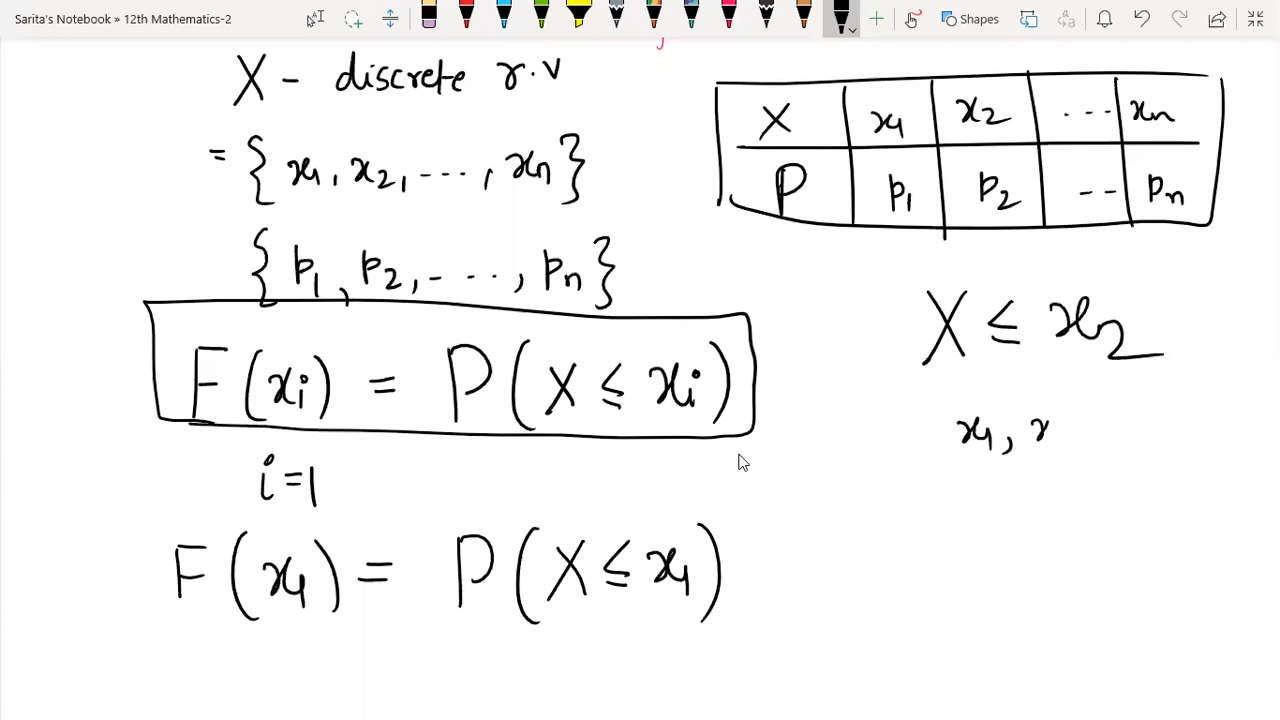 Sarita's Notebook » 12th Mathematics-2
Shapes
X - discrete r.v
= { x1, x2, ..., xn }
{ p1, p2, ..., pn }
F(xi) = P(X ≤ xi)
i=1
F(x1) = P(X ≤ x1)
X x1 x2 ... xn
P p1 p2 -- pn
X ≤ x2
x1, x